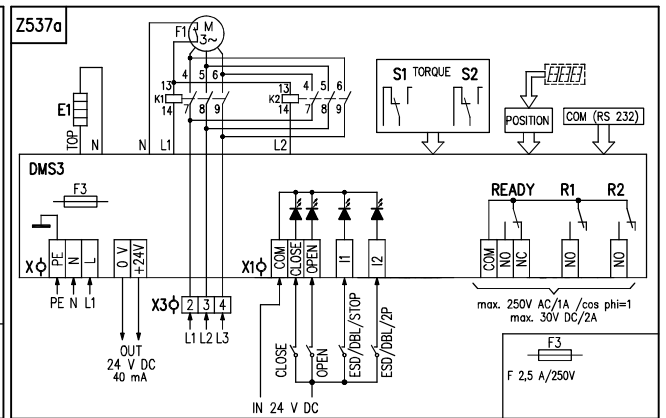 Z537a
F1
M
3~
4 5 6
13
K1
14
7 8 9
13
K2
14
4 5 6
7 8 9
E1
TOP
N
N
L1
L2
S1 TORQUE S2
POSITION
COM (RS 232)
DMS3
F3
X
PE
N
L
0 V
+24V
PE N L1
OUT
24 V DC
40 mA
X3
2 3 4
L1 L2 L3
X1
COM
CLOSE
OPEN
I1
I2
CLOSE
OPEN
ESD/DBL/STOP
ESD/DBL/2P
IN 24 V DC
READY R1 R2
COM
NO
NC
NO
NO
max. 250V AC/1A /cos phi=1
max. 30V DC/2A
F3
F 2,5 A/250V